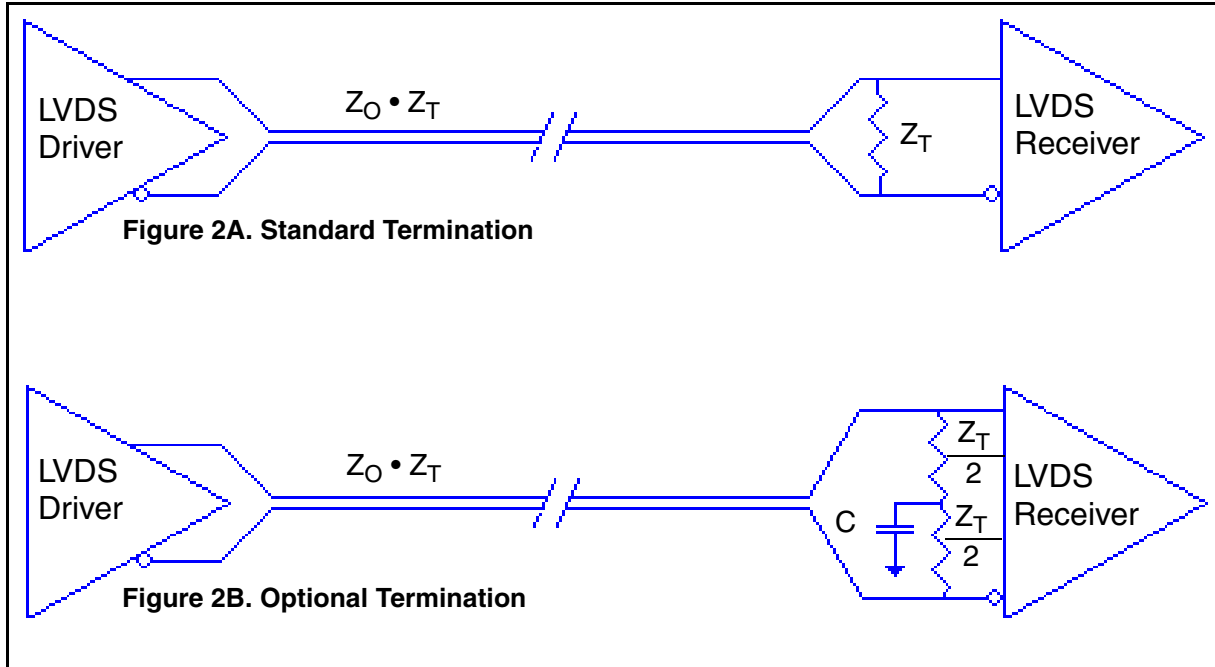 LVDS
Driver
Z_O • Z_T
Z_T
LVDS
Receiver
Figure 2A. Standard Termination
LVDS
Driver
Z_O • Z_T
C
Z_T
2
Z_T
2
LVDS
Receiver
Figure 2B. Optional Termination